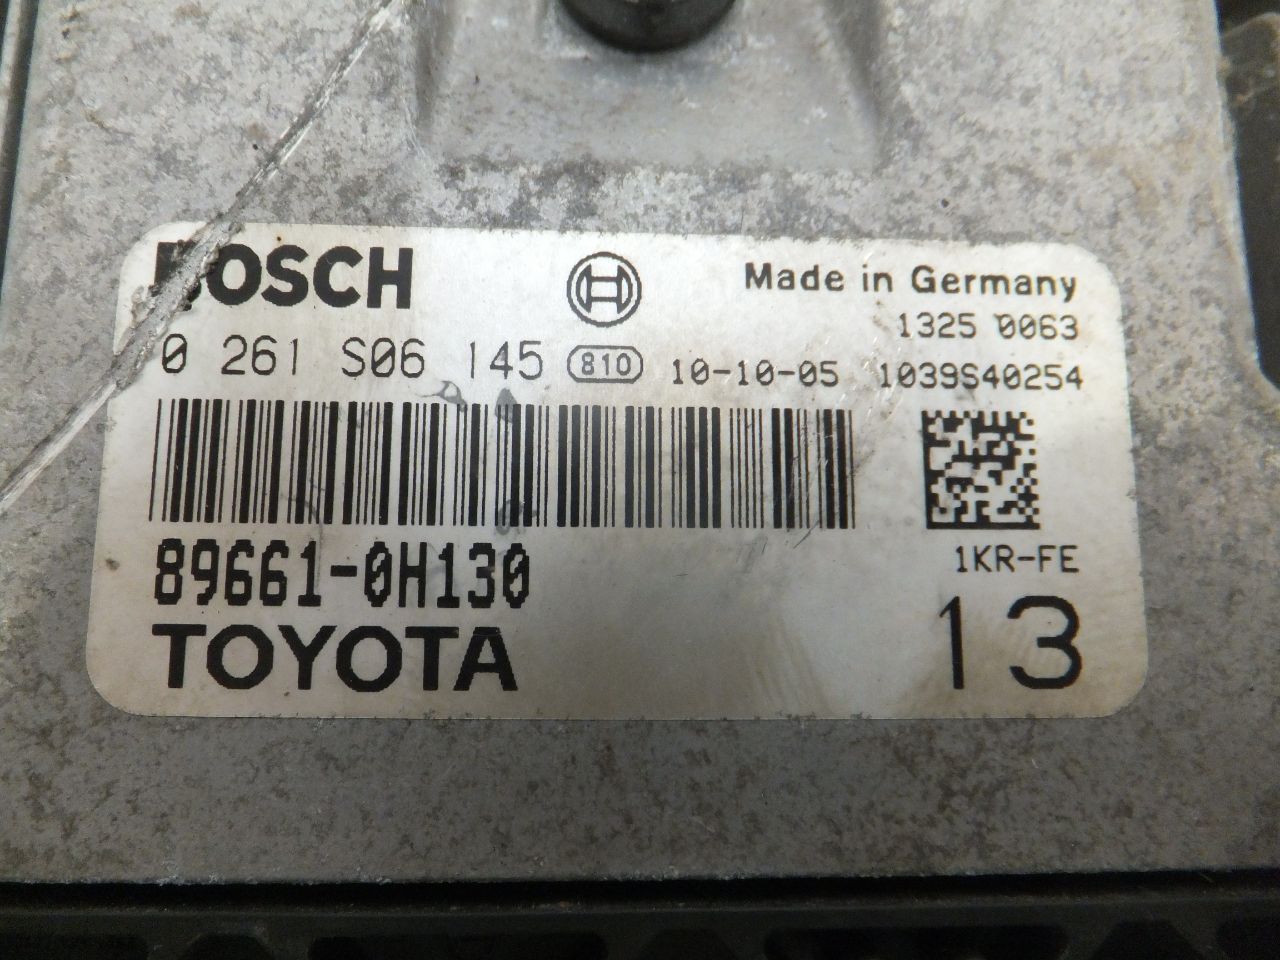 BOSCH
Made in Germany
1325 0063
0 261 S06 145 810 10-10-05 1039S40254
89661-0H130
1KR-FE
TOYOTA
13